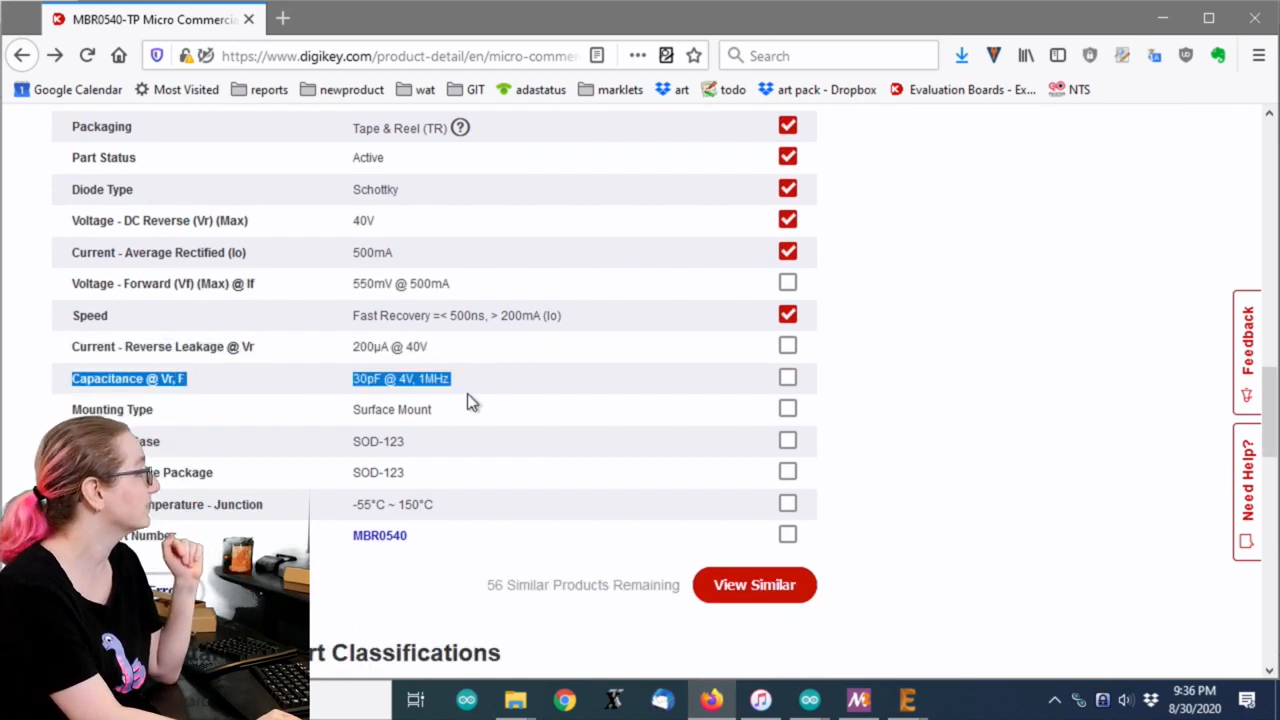 MBR0540-TP Micro Commercia
https://www.digikey.com/product-detail/en/micro-comme
Search
Google Calendar Most Visited reports newproduct wat GIT adastatus marklets art todo art pack - Dropbox Evaluation Boards - Ex... NTS
Packaging Tape & Reel (TR) ?
Part Status Active
Diode Type Schottky
Voltage - DC Reverse (Vr) (Max) 40V
Current - Average Rectified (Io) 500mA
Voltage - Forward (Vf) (Max) @ If 550mV @ 500mA
Speed Fast Recovery =< 500ns, > 200mA (Io)
Current - Reverse Leakage @ Vr 200µA @ 40V
Capacitance @ Vr, F 30pF @ 4V, 1MHz
Mounting Type Surface Mount
SOD-123
Package SOD-123
- Junction -55°C ~ 150°C
MBR0540
56 Similar Products Remaining View Similar
Classifications
Feedback
Need Help?
9:36 PM
8/30/2020